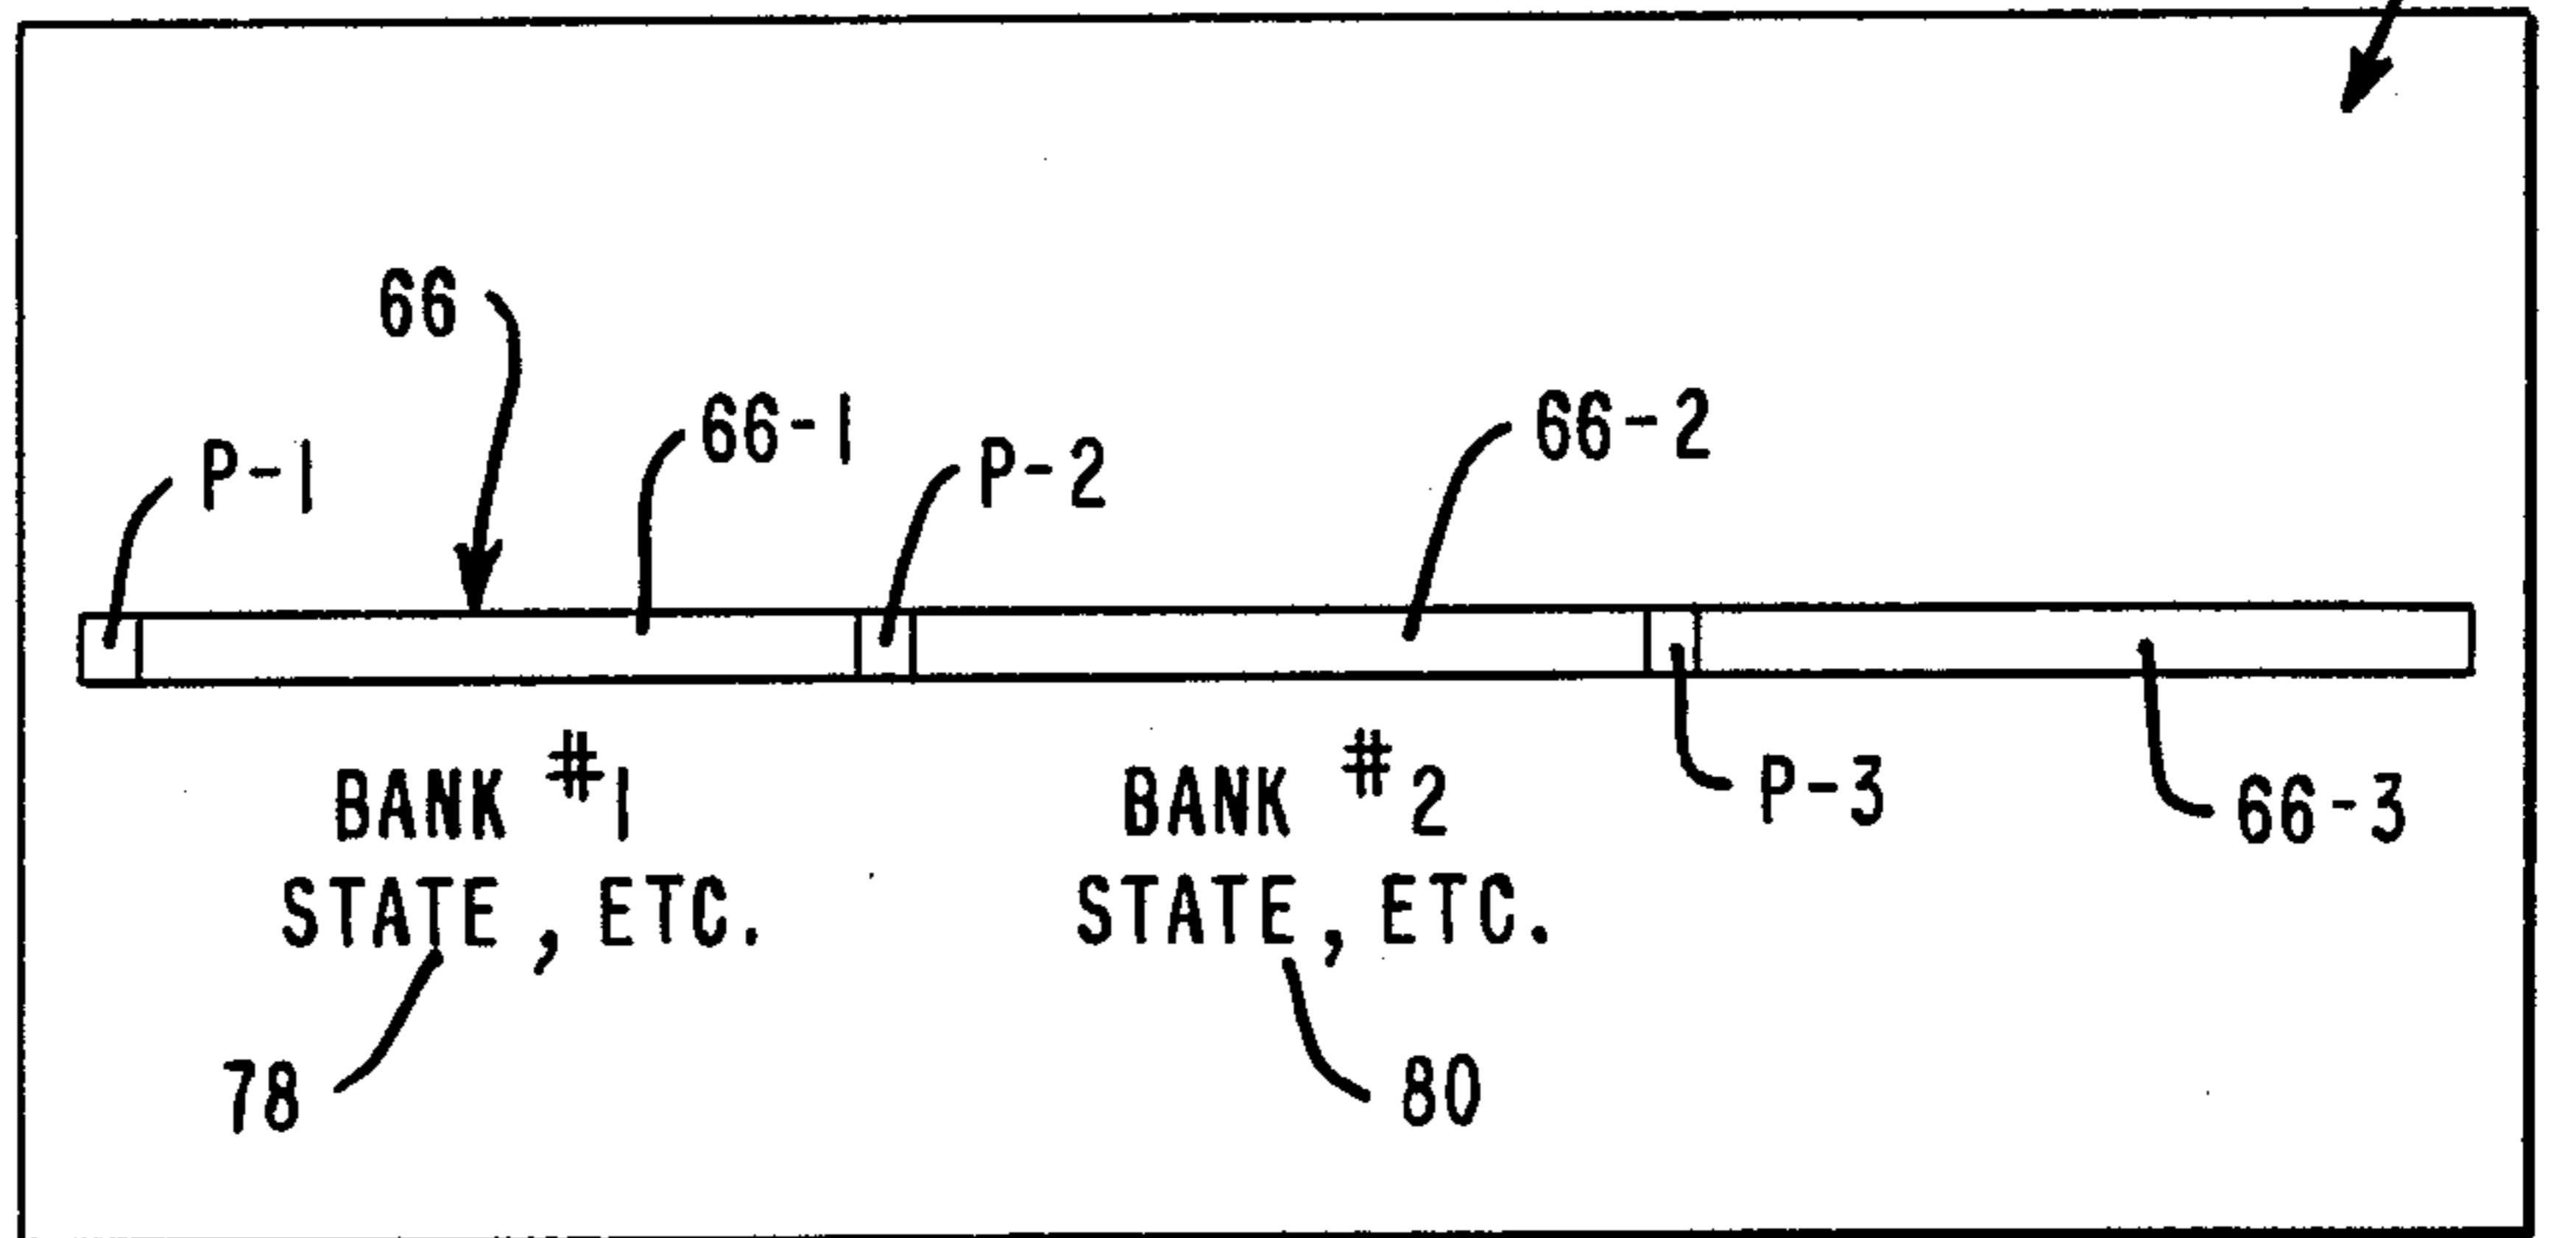 66
66-1
66-2
P-1
P-2
BANK #1
STATE, ETC.
BANK #2
STATE, ETC.
P-3
66-3
78
80